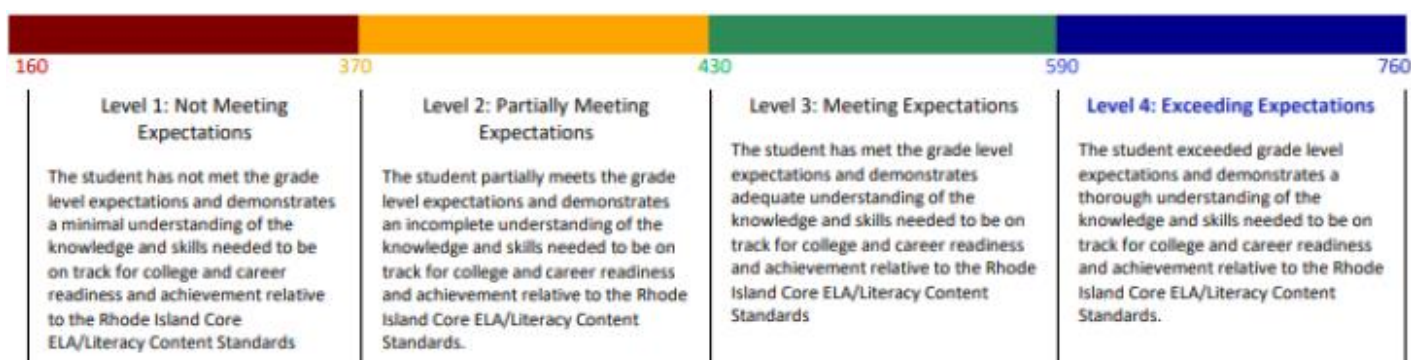 160 370 430 590 760
Level 1: Not Meeting
Expectations
The student has not met the grade
level expectations and demonstrates
a minimal understanding of the
knowledge and skills needed to be
on track for college and career
readiness and achievement relative
to the Rhode Island Core
ELA/Literacy Content Standards
Level 2: Partially Meeting
Expectations
The student partially meets the grade
level expectations and demonstrates
an incomplete understanding of the
knowledge and skills needed to be on
track for college and career readiness
and achievement relative to the Rhode
Island Core ELA/Literacy Content
Standards.
Level 3: Meeting Expectations
The student has met the grade level
expectations and demonstrates
adequate understanding of the
knowledge and skills needed to be on
track for college and career readiness
and achievement relative to the Rhode
Island Core ELA/Literacy Content
Standards
Level 4: Exceeding Expectations
The student exceeded grade level
expectations and demonstrates a
thorough understanding of the
knowledge and skills needed to be on
track for college and career readiness
and achievement relative to the Rhode
Island Core ELA/Literacy Content
Standards.